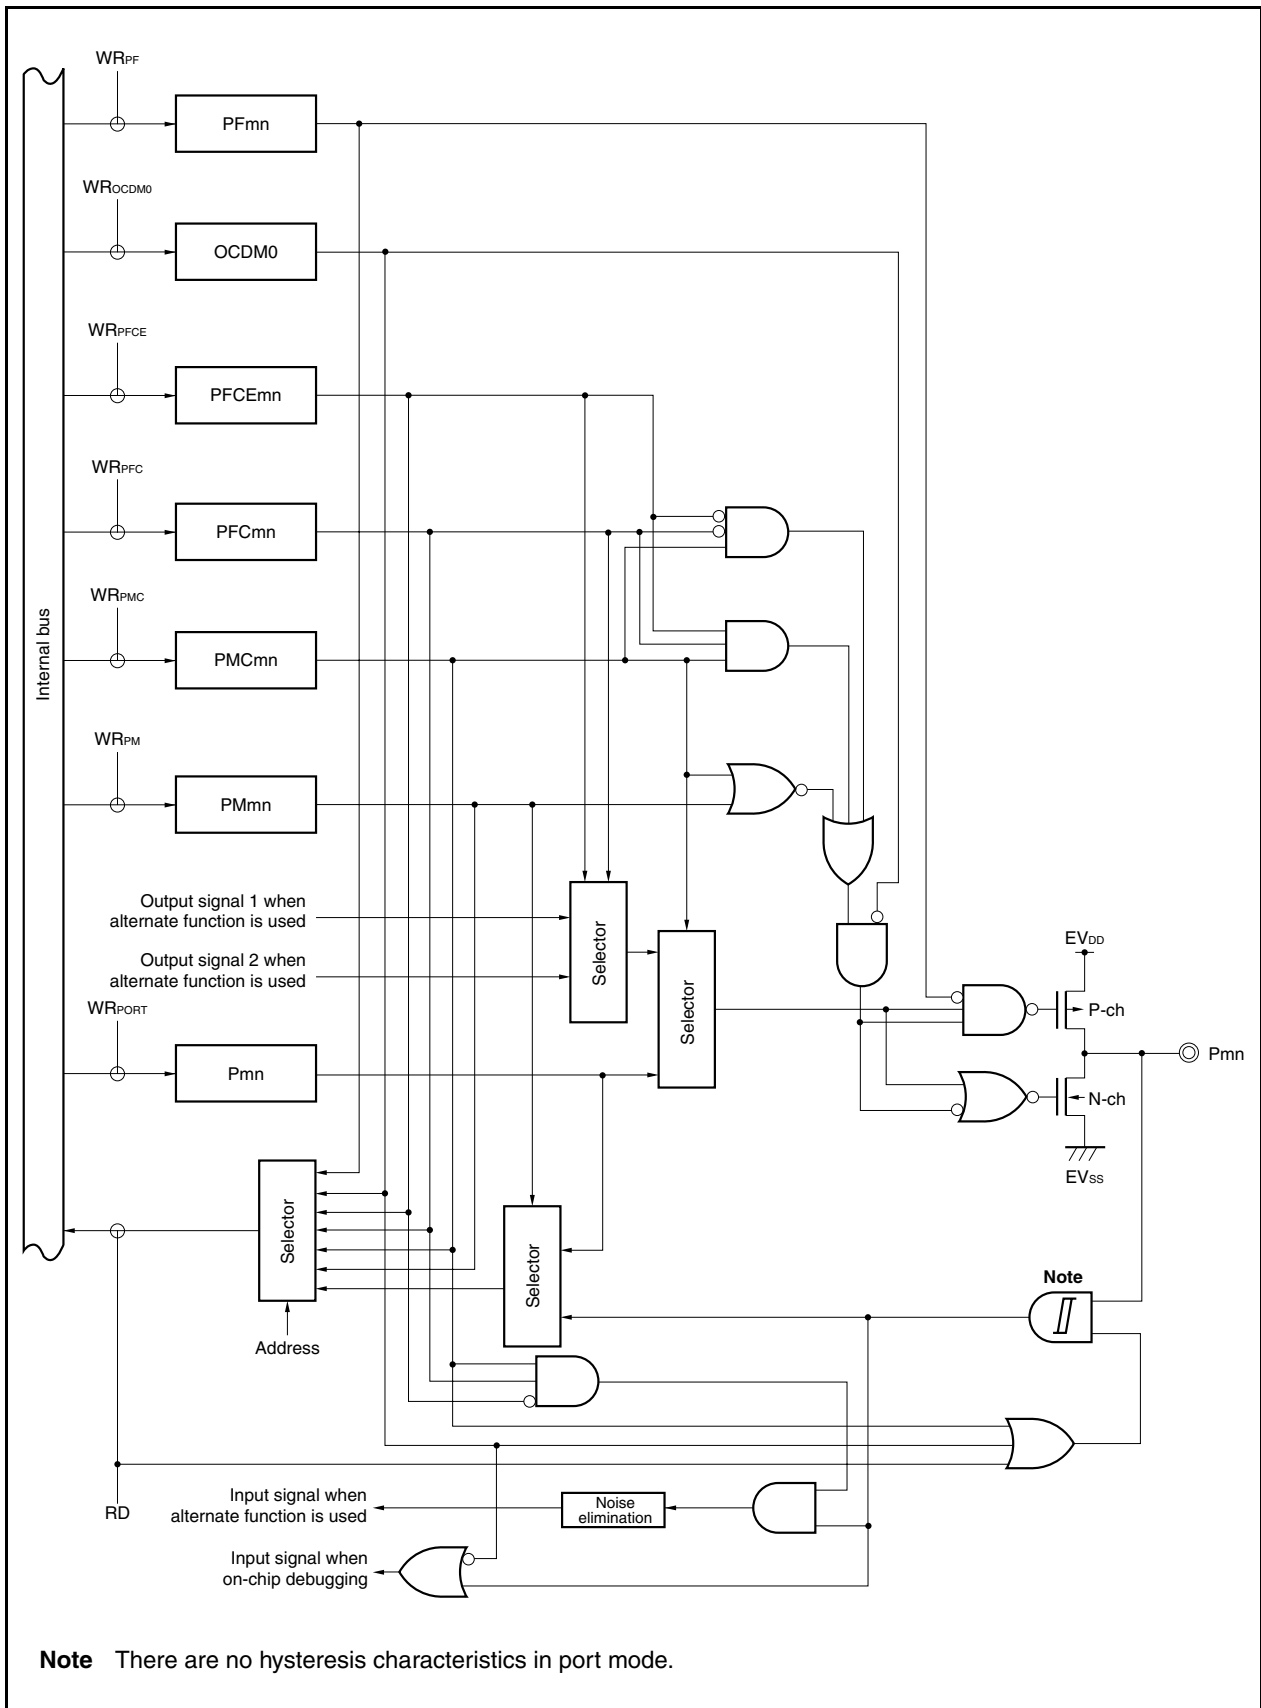 WRPF
PFmn
WROCDM0
OCDM0
WRPFCE
PFCEmn
WRPFC
PFCmn
WRPMC
Internal bus
PMCmn
WRPM
PMmn
Output signal 1 when
alternate function is used
Output signal 2 when
alternate function is used
Selector
Selector
EVDD
WRPORT
P-ch
Pmn
Pmn
N-ch
EVSS
Selector
Selector
Note
Address
RD
Input signal when
alternate function is used
Noise
elimination
Input signal when
on-chip debugging
Note There are no hysteresis characteristics in port mode.